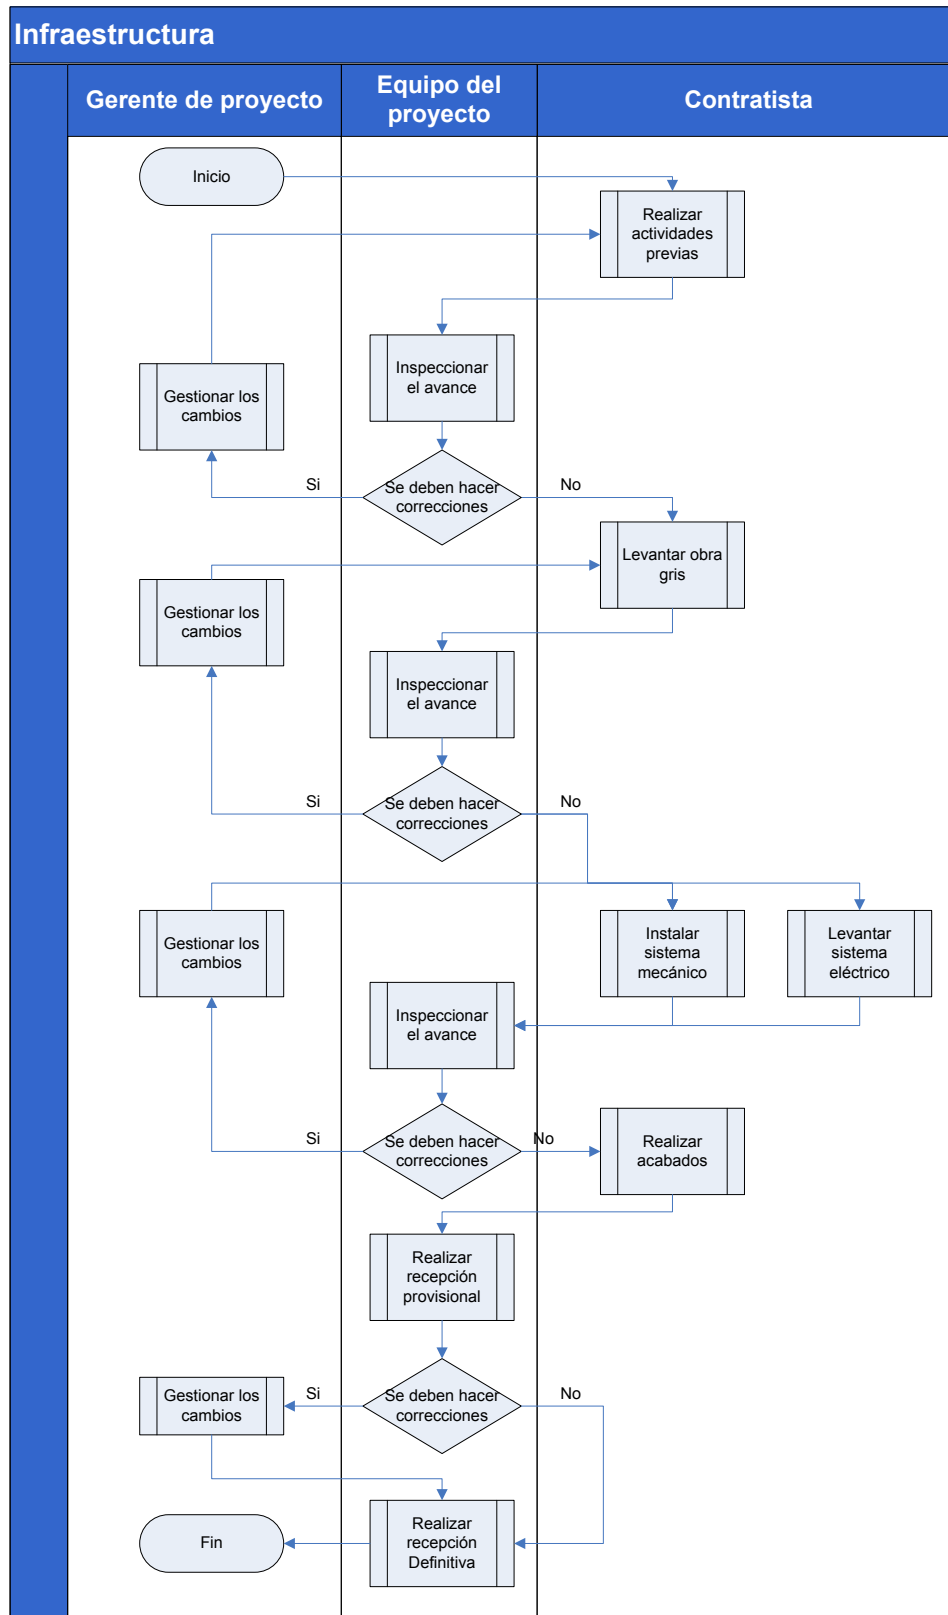 Infraestructura
Gerente de proyecto
Equipo del
proyecto
Contratista
Inicio
Realizar
actividades
previas
Inspeccionar
el avance
Gestionar los
cambios
Si
Se deben hacer
correcciones
No
Levantar obra
gris
Gestionar los
cambios
Inspeccionar
el avance
Si
Se deben hacer
correcciones
No
Gestionar los
cambios
Instalar
sistema
mecánico
Levantar
sistema
eléctrico
Inspeccionar
el avance
Si
Se deben hacer
correcciones
No
Realizar
acabados
Realizar
recepción
provisional
Gestionar los
cambios
Si
Se deben hacer
correcciones
No
Fin
Realizar
recepción
Definitiva